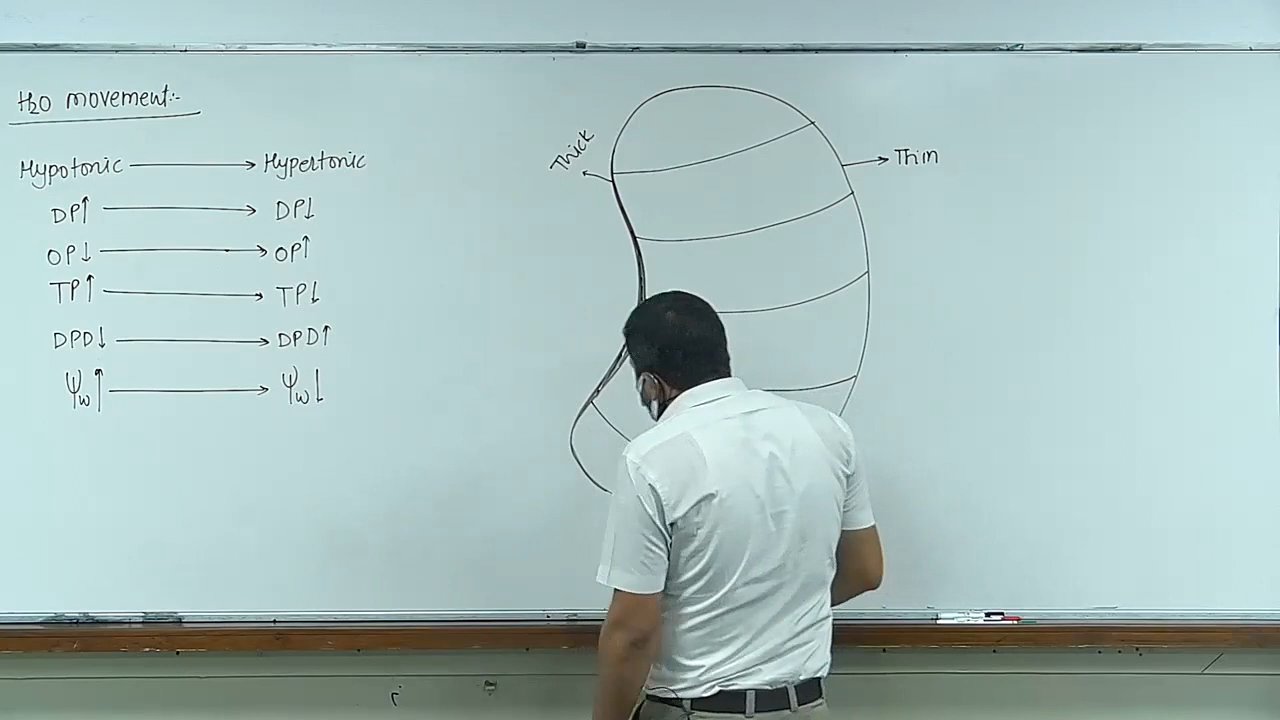 H2O movement:-
Hypotonic → Hypertonic
DP↑ → DP↓
OP↓ → OP↑
TP↑ → TP↓
DPD↓ → DPD↑
Ψw↑ → Ψw↓
Thick
Thin